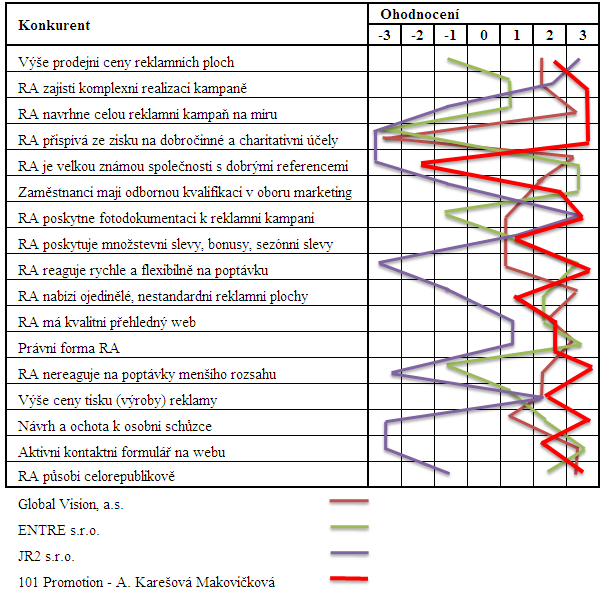 Konkurent
Ohodnocení
-3 -2 -1 0 1 2 3
Výše prodejní ceny reklamních ploch
RA zajistí komplexní realizaci kampaně
RA navrhne celou reklamní kampaň na míru
RA přispívá ze zisku na dobročinné a charitativní účely
RA je velkou známou společností s dobrými referencemi
Zaměstnanci mají odbornou kvalifikaci v oboru marketing
RA poskytne fotodokumentaci k reklamní kampani
RA poskytuje množstevní slevy, bonusy, sezónní slevy
RA reaguje rychle a flexibilně na poptávku
RA nabízí ojedinělé, nestandardní reklamní plochy
RA má kvalitní přehledný web
Právní forma RA
RA nereaguje na poptávky menšího rozsahu
Výše ceny tisku (výroby) reklamy
Návrh a ochota k osobní schůzce
Aktivní kontaktní formulář na webu
RA působí celorepublikově
Global Vision, a.s.
ENTRE s.r.o.
JR2 s.r.o.
101 Promotion - A. Karešová Makovičková